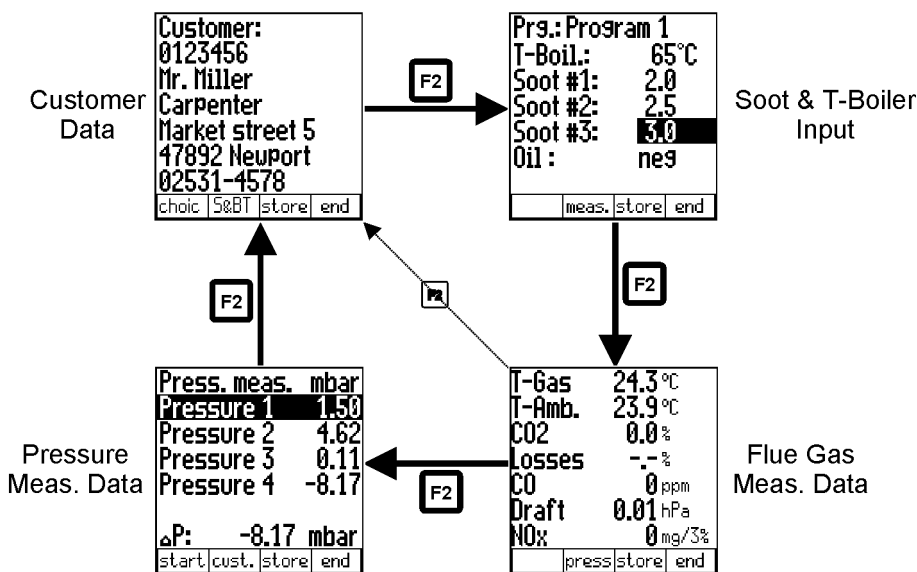 Customer Data
Customer:
0123456
Mr. Miller
Carpenter
Market street 5
47892 Newport
02531-4578
choic S&BT store end
F2
Prg.: Program 1
T-Boil.: 65°C
Soot #1: 2.0
Soot #2: 2.5
Soot #3: 3.0
Oil : neg
meas. store end
Soot & T-Boiler Input
F2
F2
F2
Pressure Meas. Data
Press. meas. mbar
Pressure 1 1.50
Pressure 2 4.62
Pressure 3 0.11
Pressure 4 -8.17
△P: -8.17 mbar
start cust. store end
F2
T-Gas 24.3 °C
T-Amb. 23.9 °C
CO2 0.0 %
Losses -.- %
CO 0 ppm
Draft 0.01 hPa
NOx 0 mg/3%
press store end
Flue Gas Meas. Data